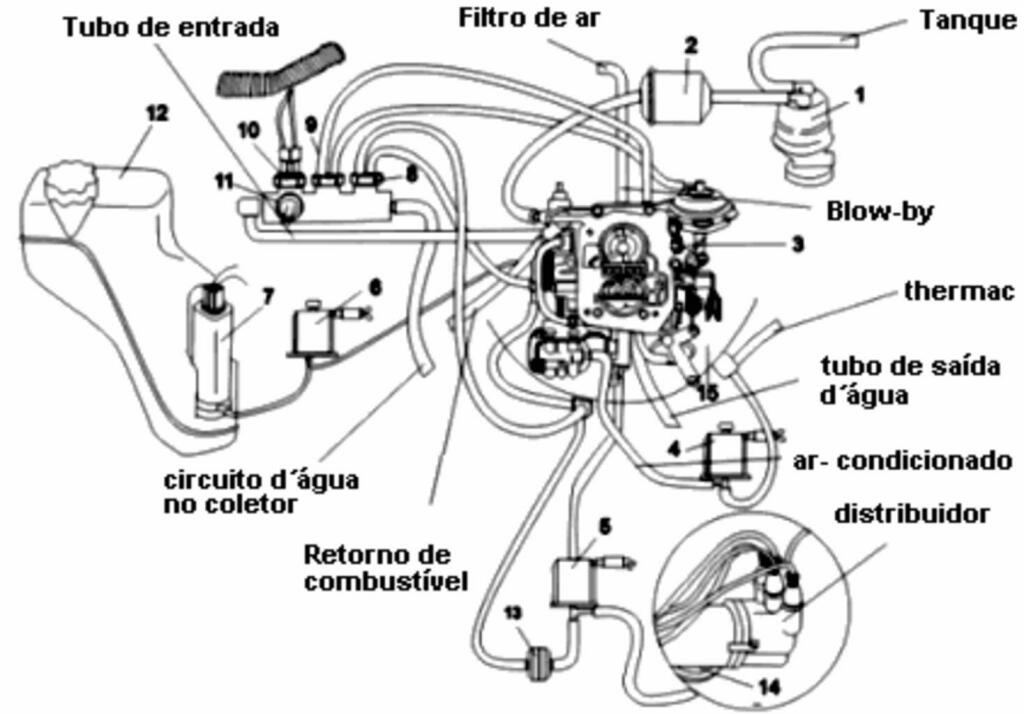 Tubo de entrada
Filtro de ar
Tanque
2
1
12
9
10
8
11
Blow-by
3
thermac
6
7
tubo de saída
d´água
15
4
ar- condicionado
circuito d´água
no coletor
distribuidor
5
Retorno de
combustível
13
14